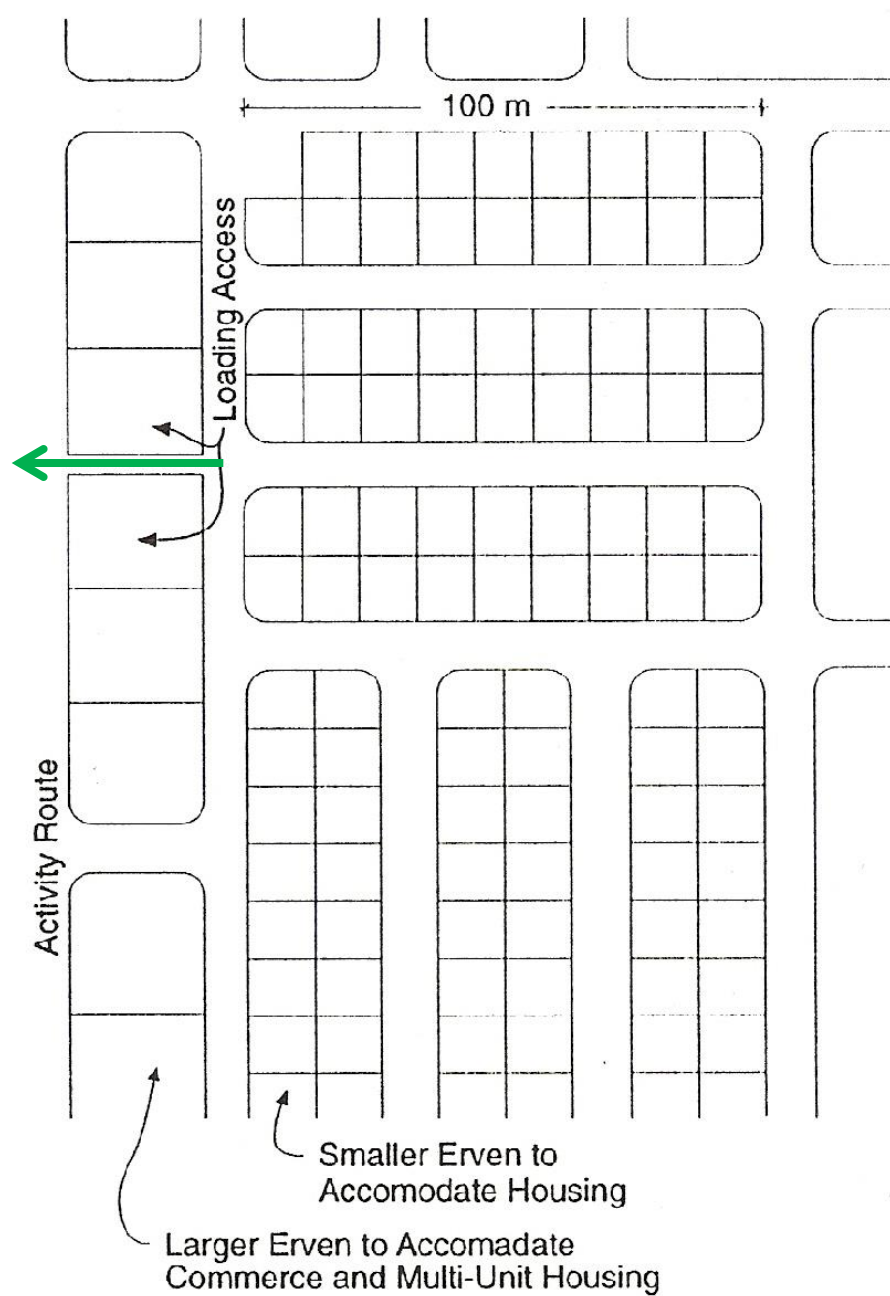 100 m
Loading Access
Activity Route
Smaller Erven to
Accomodate Housing
Larger Erven to Accomadate
Commerce and Multi-Unit Housing